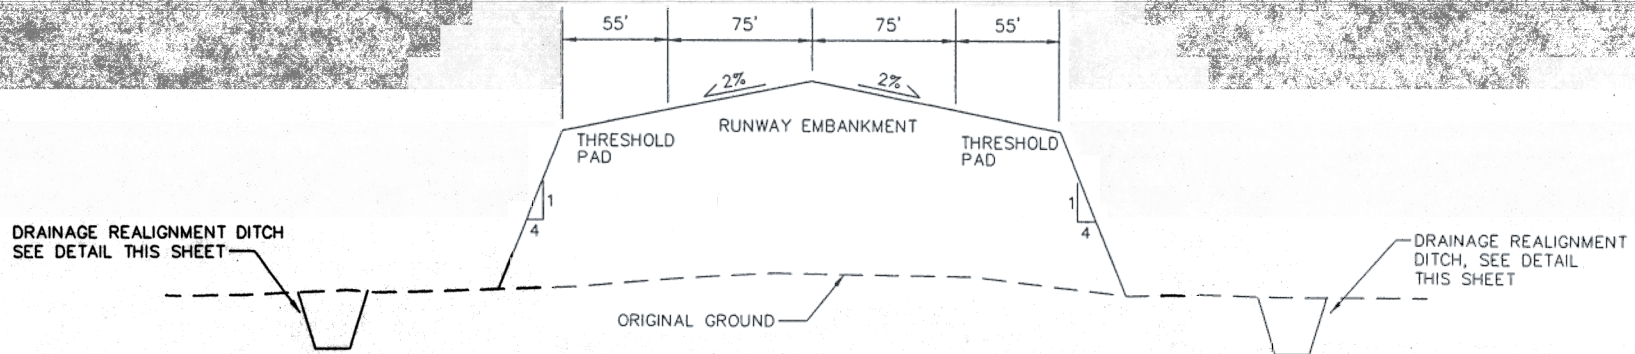 55' 75' 75' 55'
2% 2%
RUNWAY EMBANKMENT
THRESHOLD
PAD
THRESHOLD
PAD
1
4
1
4
DRAINAGE REALIGNMENT DITCH
SEE DETAIL THIS SHEET
DRAINAGE REALIGNMENT
DITCH, SEE DETAIL
THIS SHEET
ORIGINAL GROUND